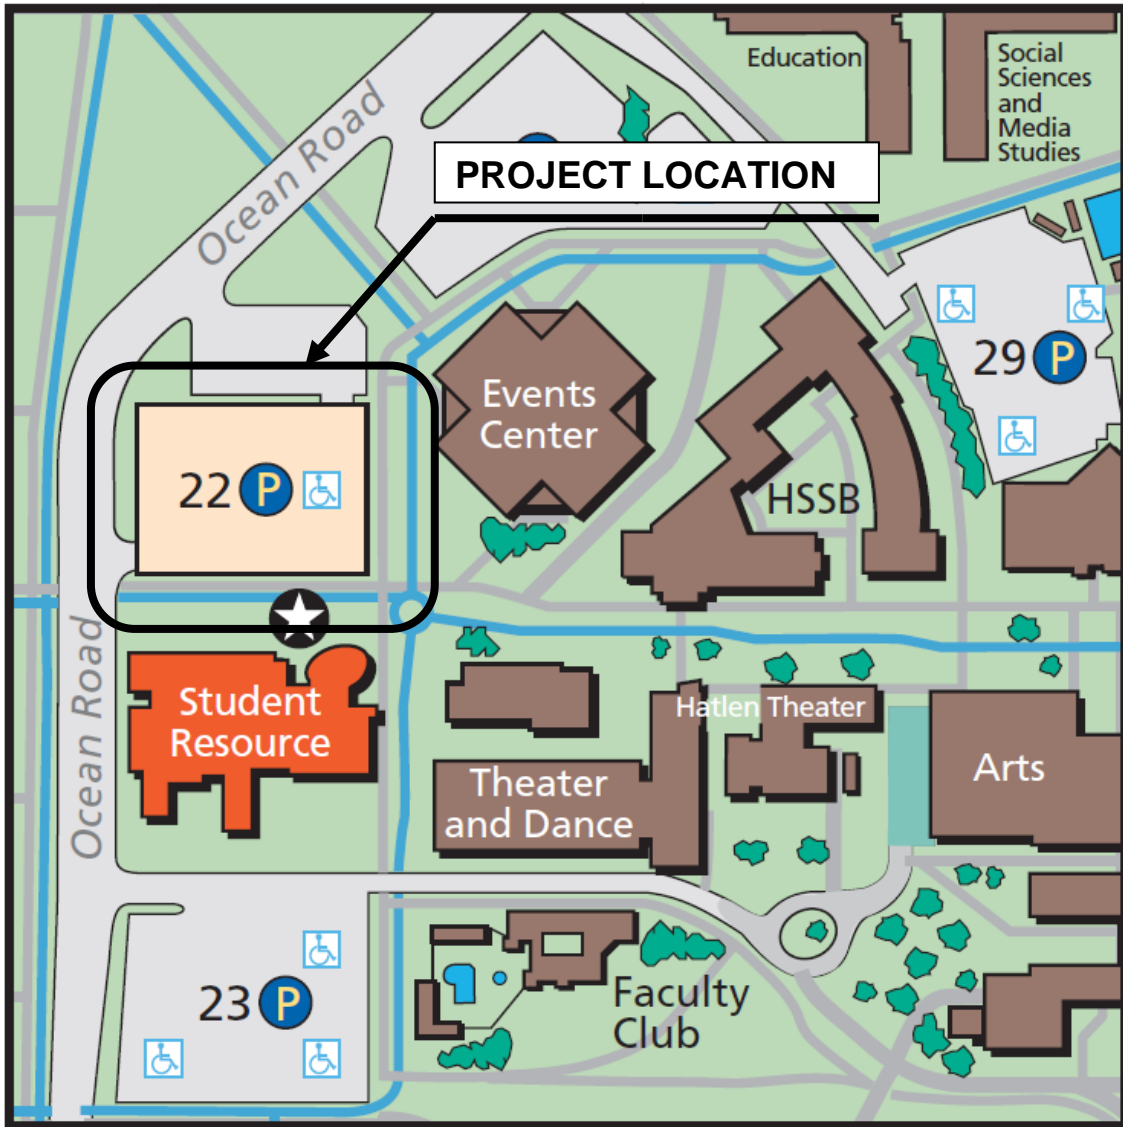 Education
Social
Sciences
and
Media
Studies
Ocean Road
PROJECT LOCATION
29 P
Events
Center
22 P
HSSB
Student
Resource
Ocean Road
Hatlen Theater
Theater
and Dance
Arts
23 P
Faculty
Club